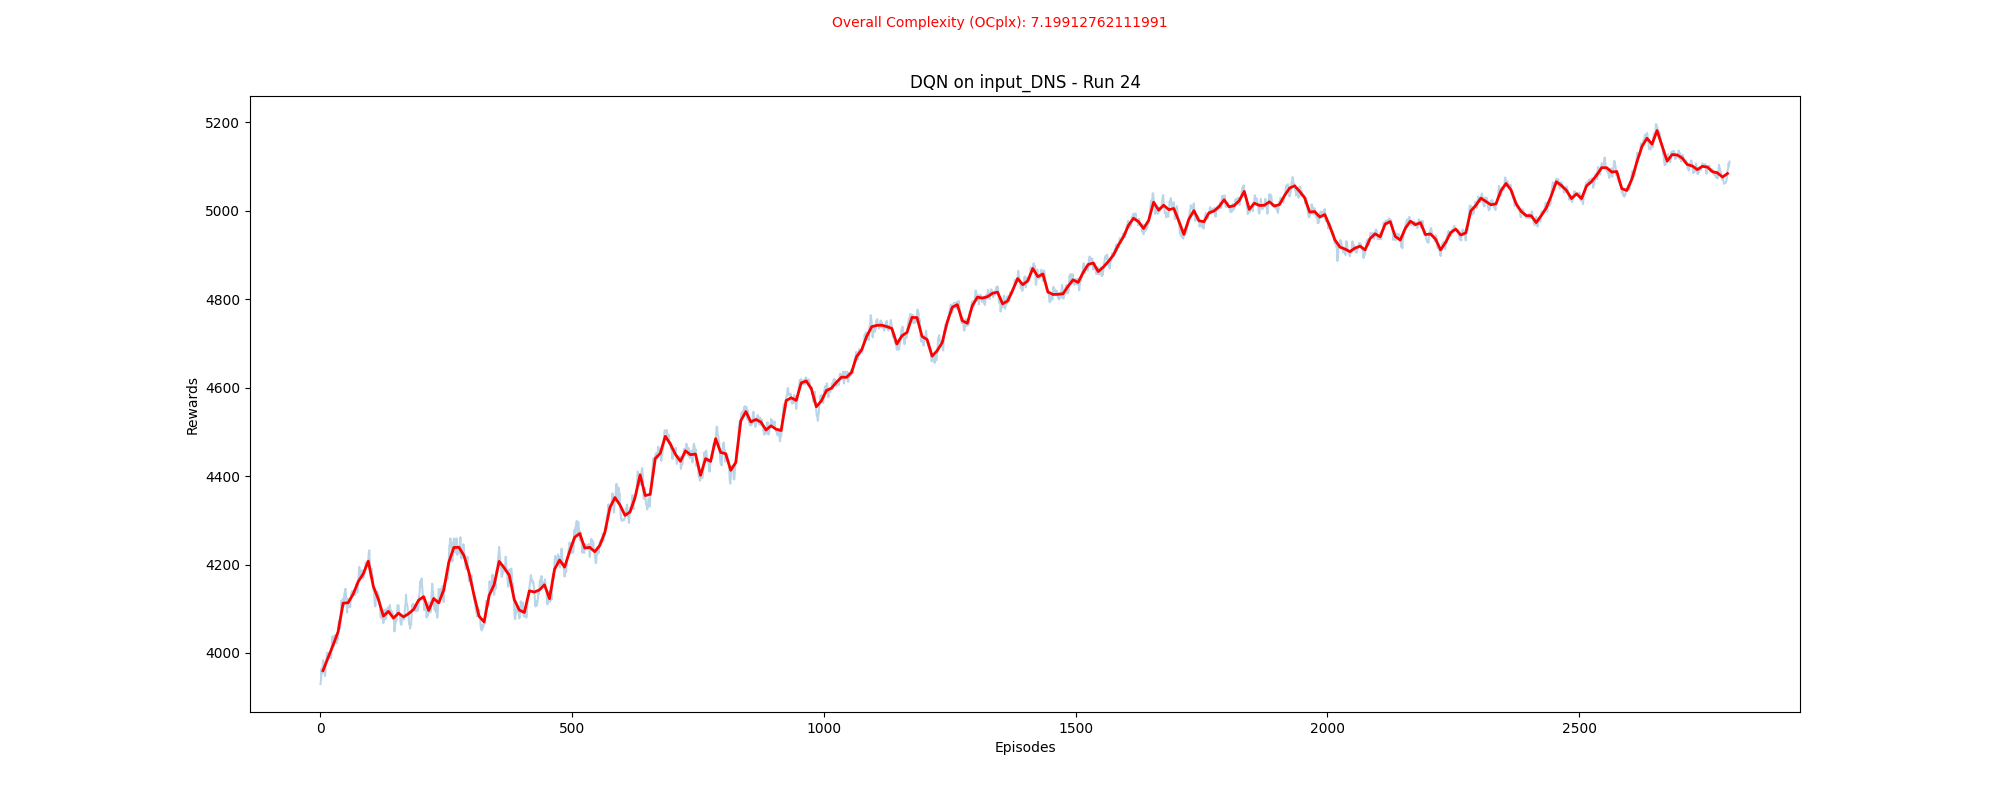 Overall Complexity (OCplx): 7.19912762111991
DQN on input_DNS - Run 24
5200
5000
4800
4600
4400
4200
4000
Rewards
0 500 1000 1500 2000 2500
Episodes